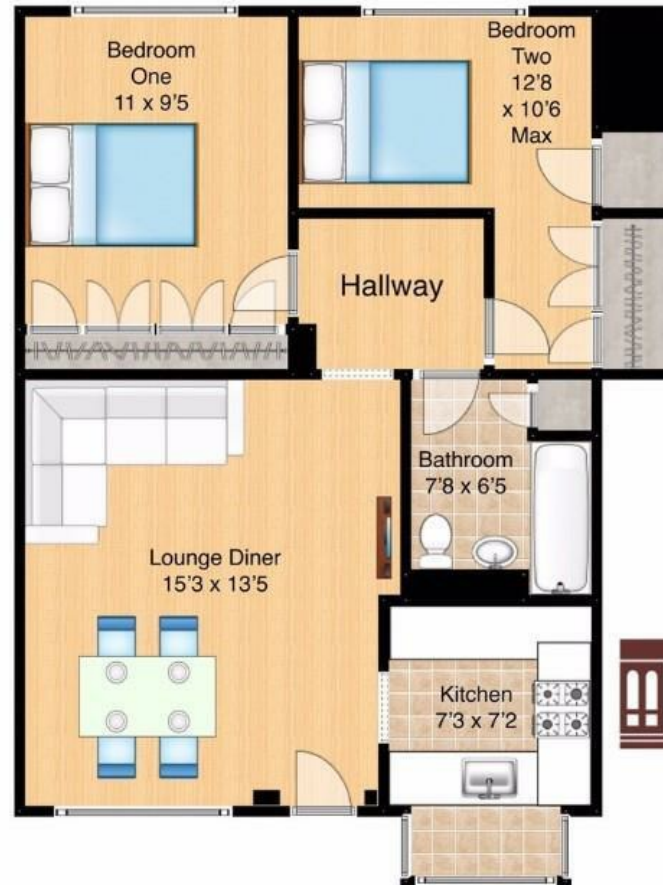 Bedroom
One
11 x 9'5
Bedroom
Two
12'8
x 10'6
Max
Hallway
Bathroom
7'8 x 6'5
Lounge Diner
15'3 x 13'5
Kitchen
7'3 x 7'2